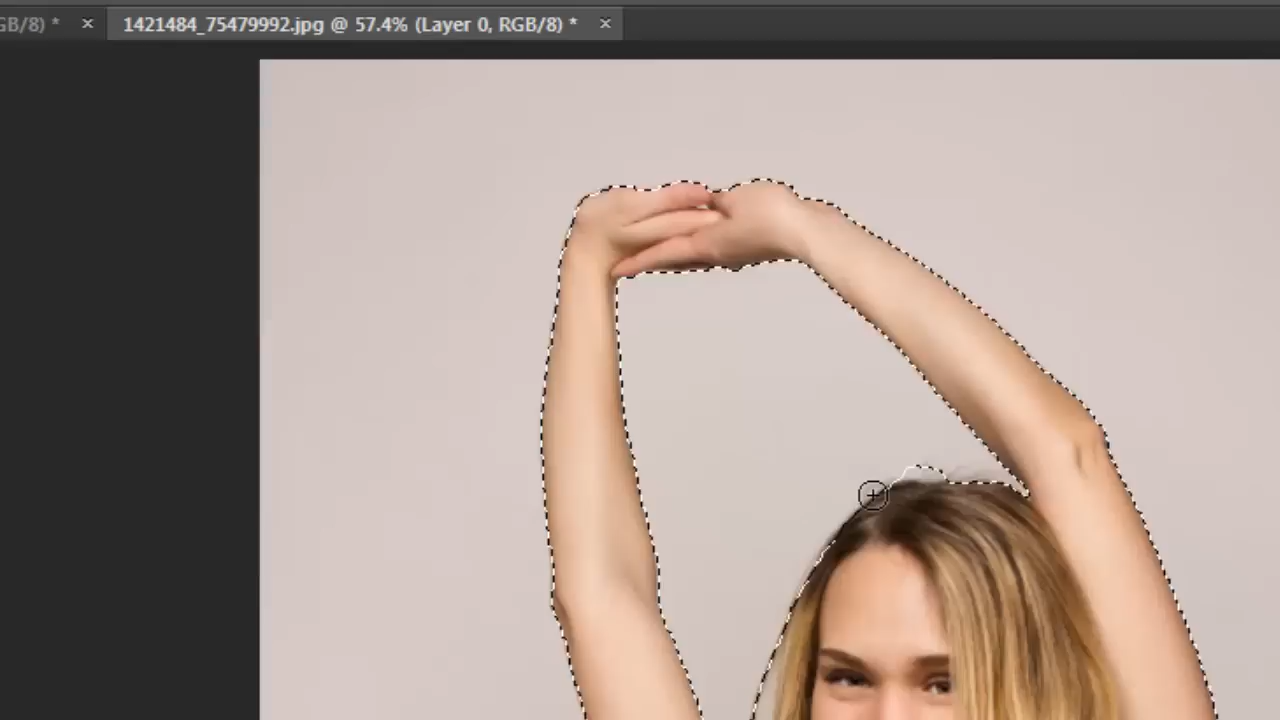 GB/8) * × 1421484_75479992.jpg @ 57.4% (Layer 0, RGB/8) * ×